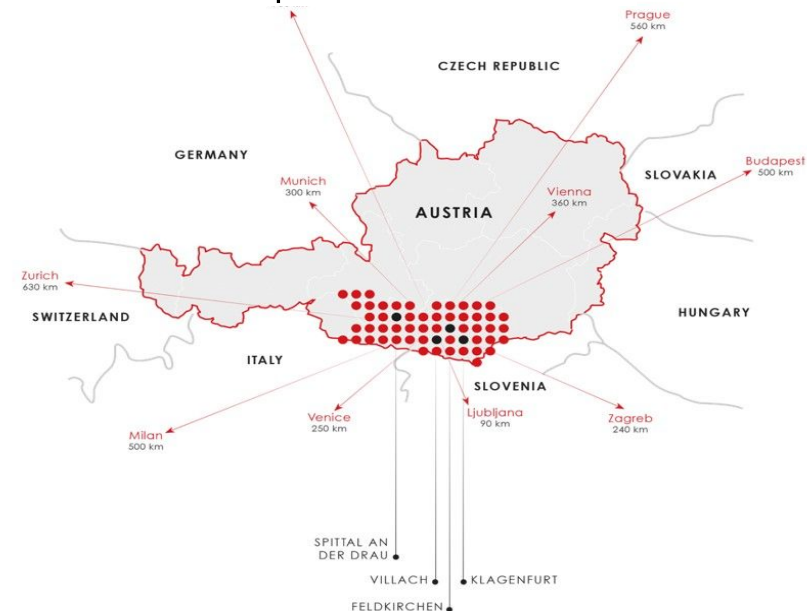 Prague
560 km
CZECH REPUBLIC
GERMANY
Budapest
500 km
SLOVAKIA
Munich
300 km
Vienna
360 km
AUSTRIA
Zurich
630 km
SWITZERLAND
HUNGARY
ITALY
SLOVENIA
Venice
250 km
Ljubljana
90 km
Zagreb
240 km
Milan
500 km
SPITTAL AN
DER DRAU
VILLACH
KLAGENFURT
FELDKIRCHEN